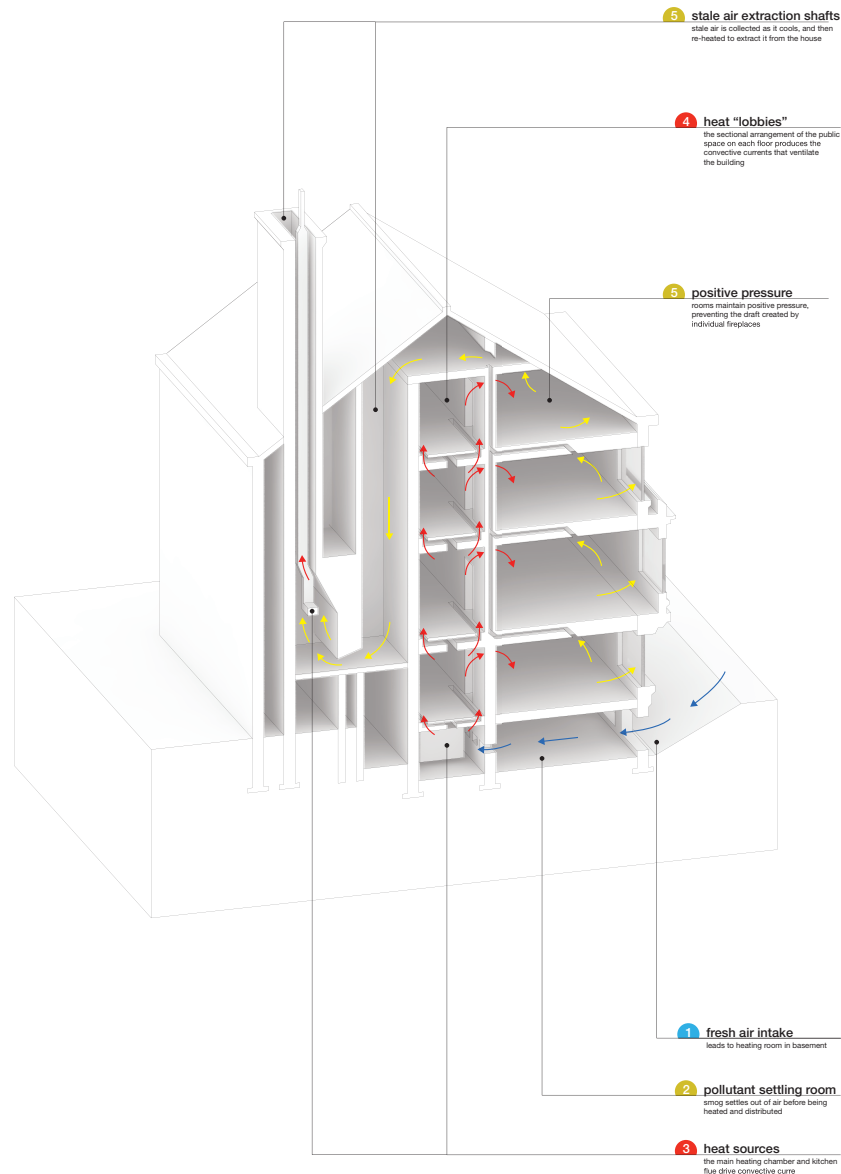 5 stale air extraction shafts
stale air is collected as it cools, and then
re-heated to extract it from the house
4 heat “lobbies”
the sectional arrangement of the public
space on each floor produces the
convective currents that ventilate
the building
5 positive pressure
rooms maintain positive pressure,
preventing the draft created by
individual fireplaces
1 fresh air intake
leads to heating room in basement
2 pollutant settling room
smog settles out of air before being
heated and distributed
3 heat sources
the main heating chamber and kitchen
flue drive convective curre